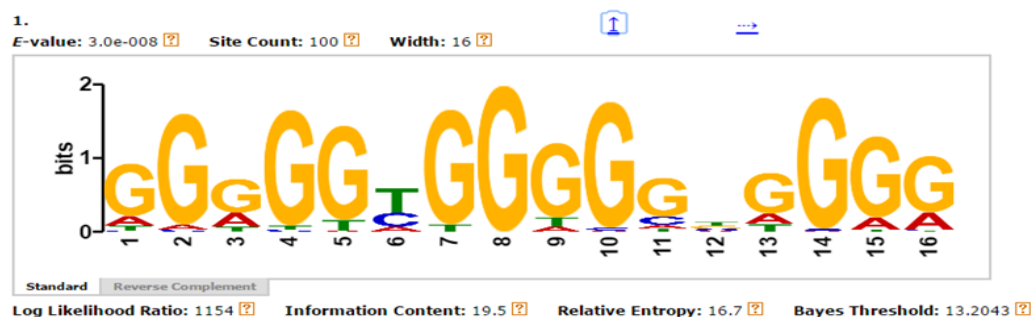 1.
E-value: 3.0e-008 ? Site Count: 100 ? Width: 16 ?
2
bits
1
0
G G G G G T G G G G G G G G G
A A A T T C T T C A A A
1 2 3 4 5 6 7 8 9 10 11 12 13 14 15 16
Standard Reverse Complement
Log Likelihood Ratio: 1154 ? Information Content: 19.5 ? Relative Entropy: 16.7 ? Bayes Threshold: 13.2043 ?